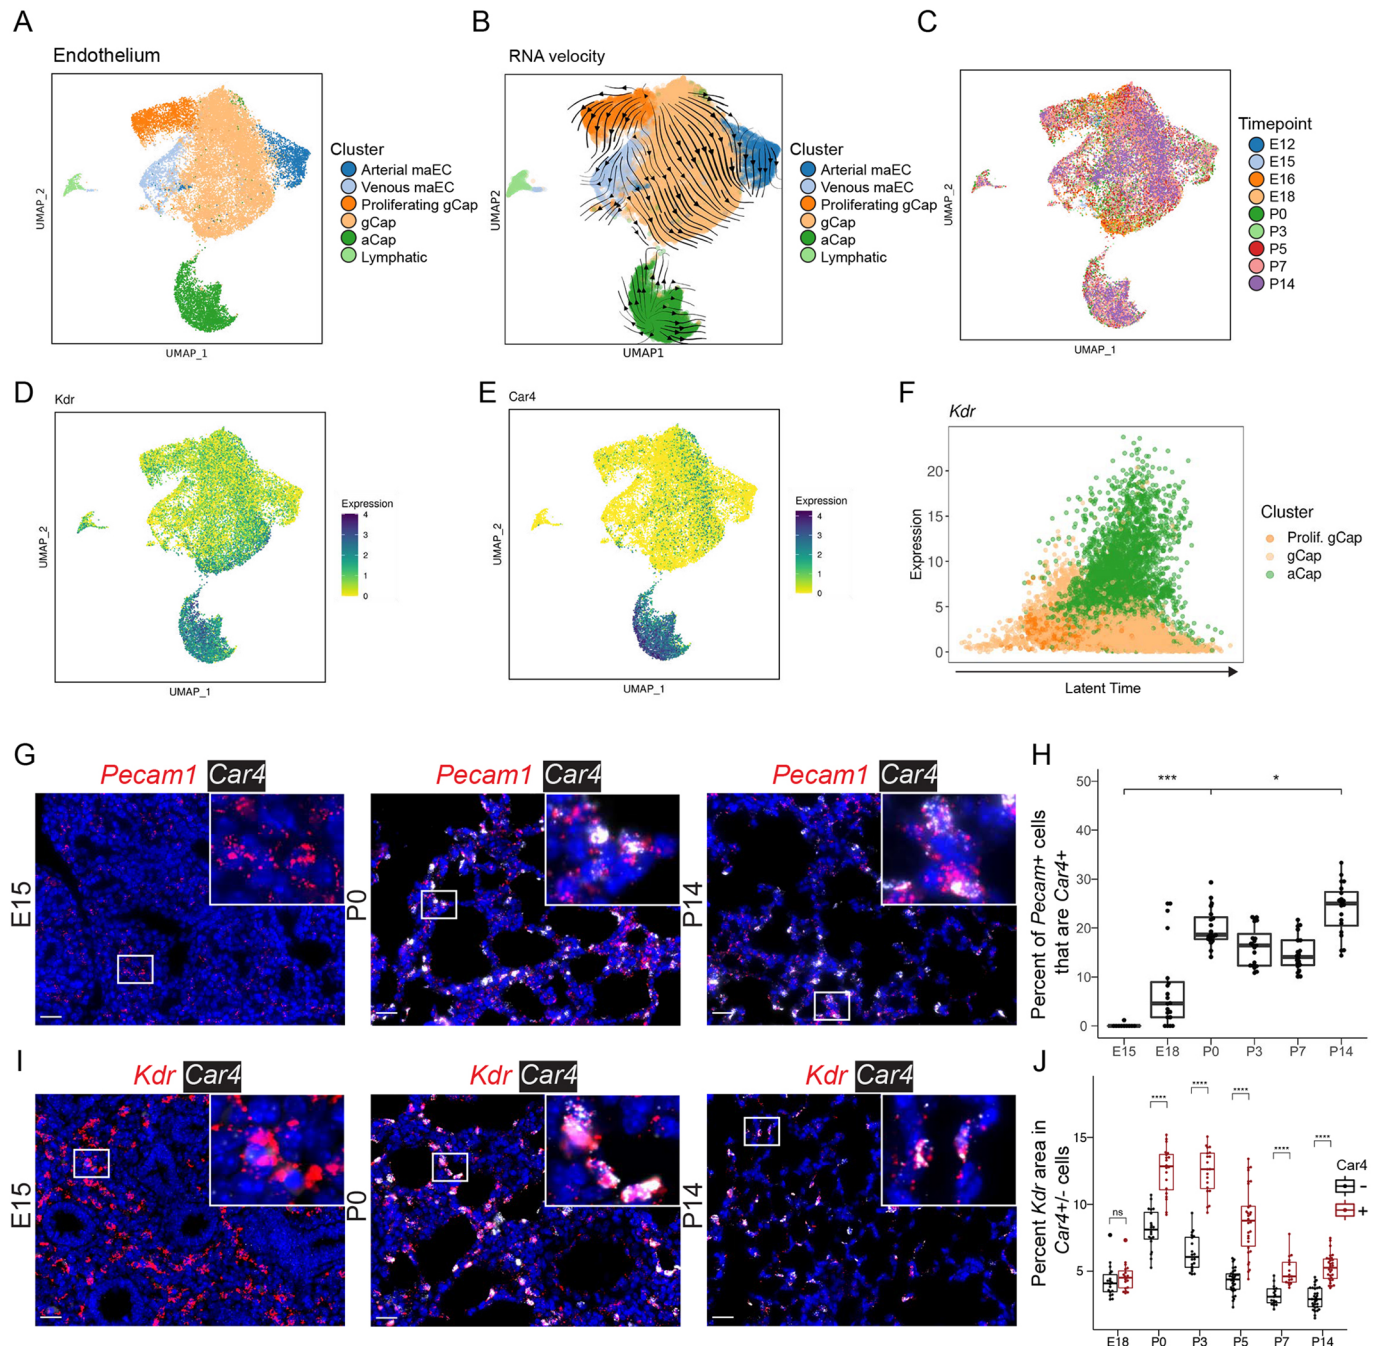 A
Endothelium
UMAP_2
UMAP_1
Cluster
Arterial maEC
Venous maEC
Proliferating gCap
gCap
aCap
Lymphatic
B
RNA velocity
UMAP2
UMAP1
Cluster
Arterial maEC
Venous maEC
Proliferating gCap
gCap
aCap
Lymphatic
C
UMAP_2
UMAP_1
Timepoint
E12
E15
E16
E18
P0
P3
P5
P7
P14
D
Kdr
UMAP_2
UMAP_1
Expression
4
3
2
1
0
E
Car4
UMAP_2
UMAP_1
Expression
4
3
2
1
0
F
Kdr
Expression
20
15
10
5
0
Latent Time
Cluster
Prolif. gCap
gCap
aCap
G
Pecam1 Car4
E15
Pecam1 Car4
P0
Pecam1 Car4
P14
H
Percent of Pecam+ cells
that are Car4+
50
40
30
20
10
0
***
*
E15 E18 P0 P3 P7 P14
I
Kdr Car4
E15
Kdr Car4
P0
Kdr Car4
P14
J
Percent Kdr area in
Car4+/- cells
15
10
5
ns
****
****
****
****
****
Car4
-
+
E18 P0 P3 P5 P7 P14